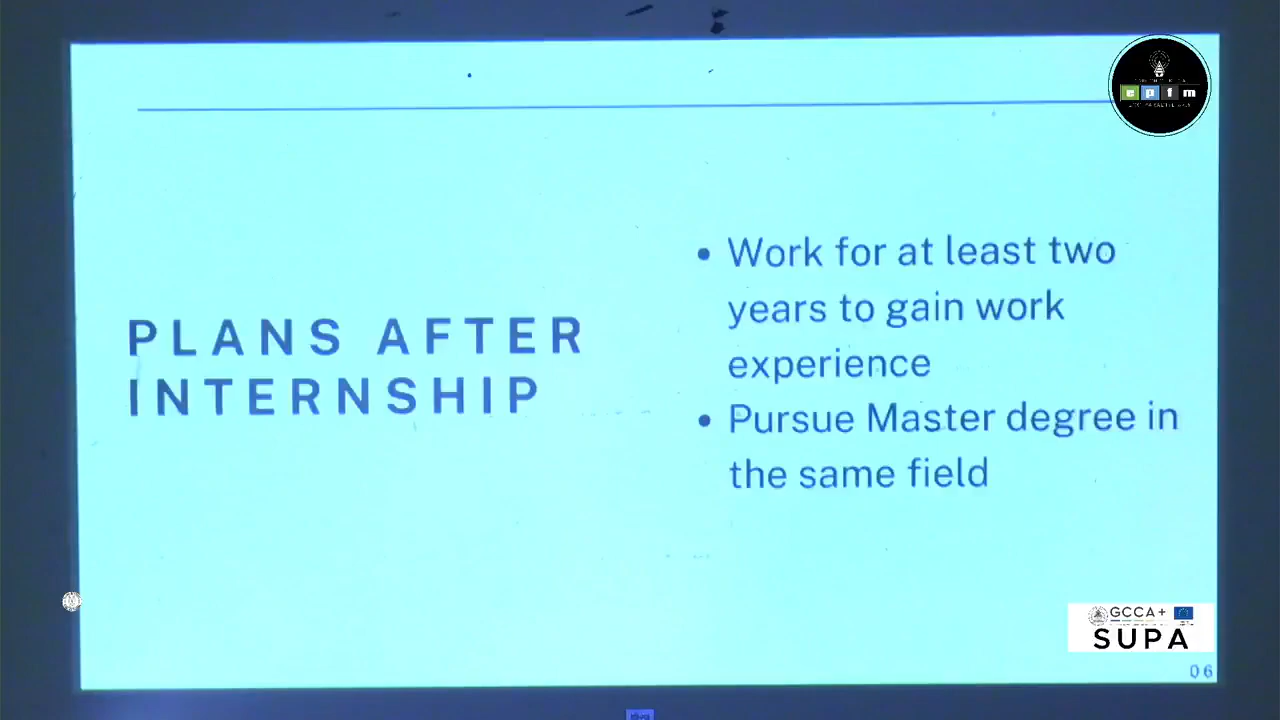 e p f m
PLANS AFTER
INTERNSHIP
• Work for at least two
years to gain work
experience
• Pursue Master degree in
the same field
GCCA+
SUPA
06